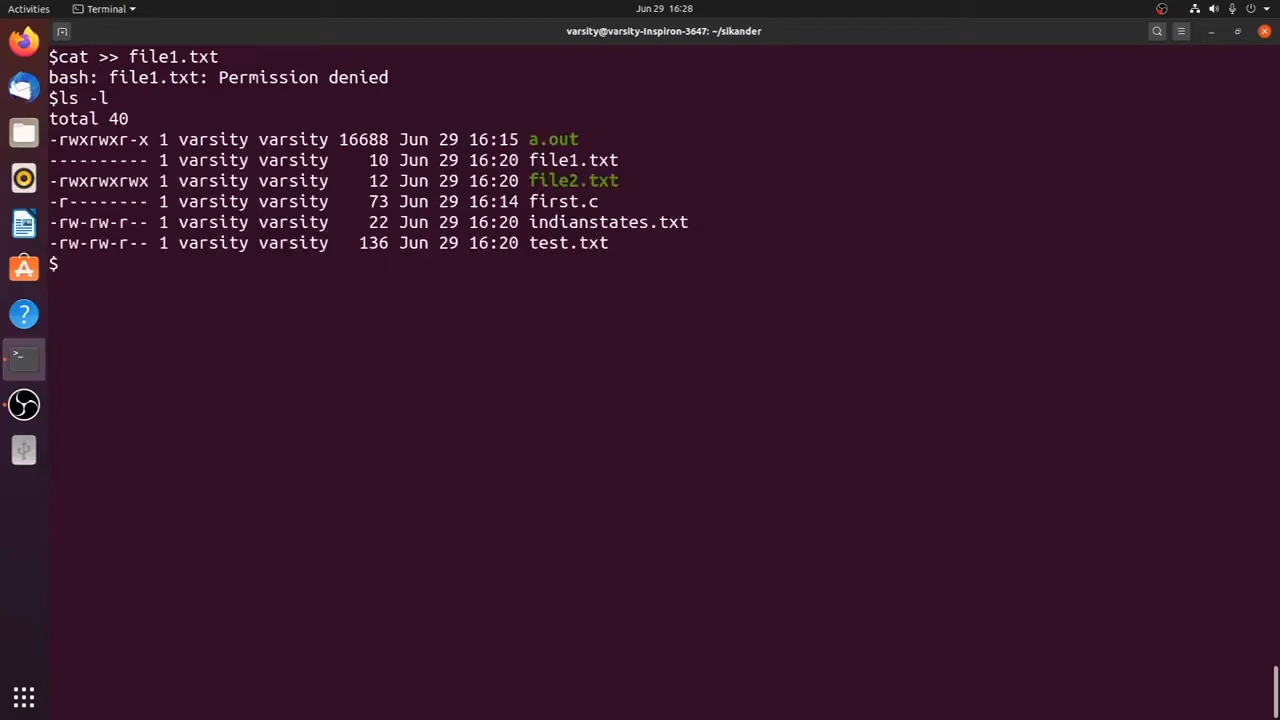 Activities Terminal Jun 29 16:28
varsity@varsity-Inspiron-3647: ~/sikander
$cat >> file1.txt
bash: file1.txt: Permission denied
$ls -l
total 40
-rwxrwxr-x 1 varsity varsity 16688 Jun 29 16:15 a.out
---------- 1 varsity varsity    10 Jun 29 16:20 file1.txt
-rwxrwxrwx 1 varsity varsity    12 Jun 29 16:20 file2.txt
-r-------- 1 varsity varsity    73 Jun 29 16:14 first.c
-rw-rw-r-- 1 varsity varsity    22 Jun 29 16:20 indianstates.txt
-rw-rw-r-- 1 varsity varsity   136 Jun 29 16:20 test.txt
$